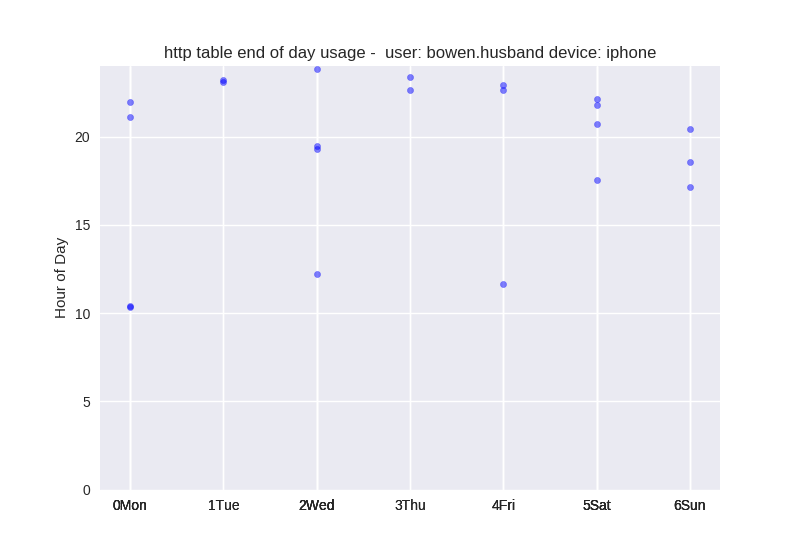 http table end of day usage -  user: bowen.husband device: iphone
20
15
10
5
0
Hour of Day
0Mon 1Tue 2Wed 3Thu 4Fri 5Sat 6Sun